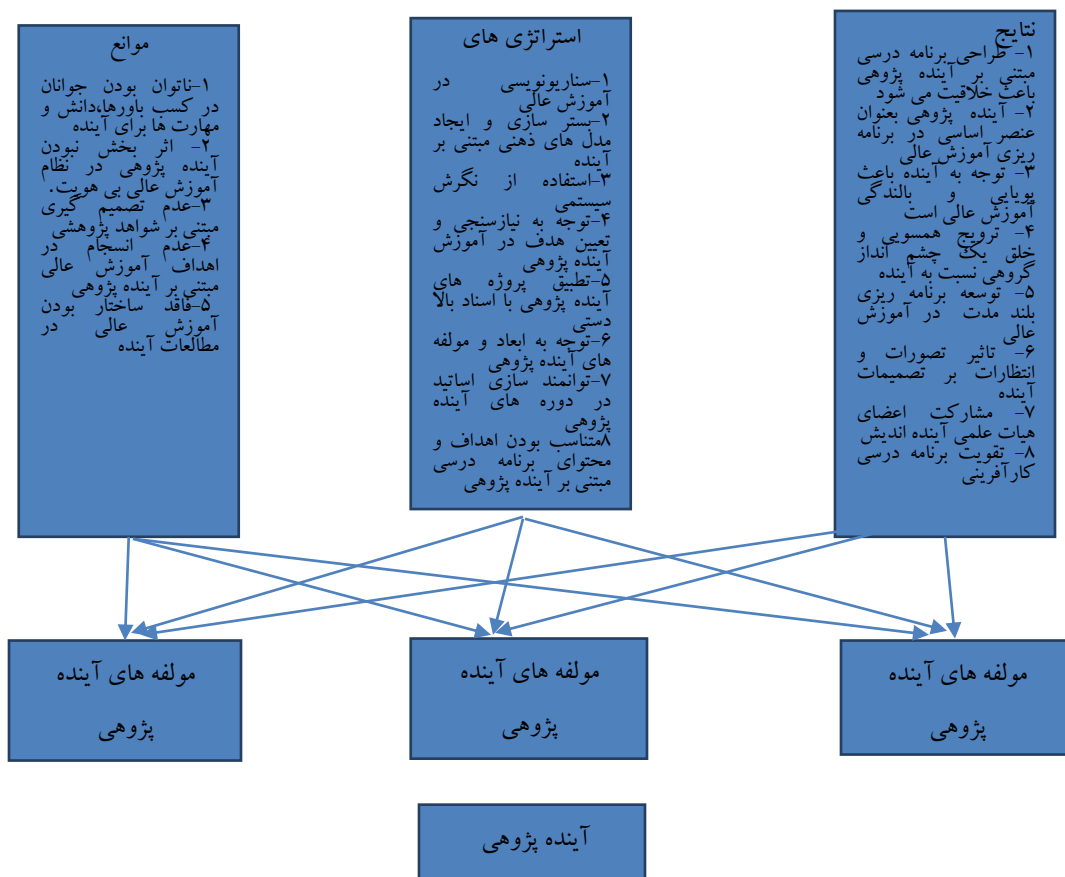 نتایج
۱- طراحی برنامه درسی
مبتنی بر آینده پژوهی
باعث خلاقیت می شود
۲- آینده پژوهی بعنوان
عنصر اساسی در برنامه
ریزی آموزش عالی
۳- توجه به آینده باعث
پویایی و بالندگی
آموزش عالی است
۴- ترویج همسویی و
خلق یک چشم انداز
گروهی نسبت به آینده
۵- توسعه برنامه ریزی
بلند مدت در آموزش
عالی
۶- تاثیر تصورات و
انتظارات بر تصمیمات
آینده
۷- مشارکت اعضای
هیات علمی آینده اندیش
۸- تقویت برنامه درسی
کارآفرینی
استراتژی های
۱-سناریونویسی در
آموزش عالی
۲-بستر سازی و ایجاد
مدل های ذهنی مبتنی بر
آینده
۳-استفاده از نگرش
سیستمی
۴-توجه به نیازسنجی و
تعیین هدف در آموزش
آینده پژوهی
۵-تطبیق پروژه های
آینده پژوهی با اسناد بالا
دستی
۶-توجه به ابعاد و مولفه
های آینده پژوهی
۷-توانمند سازی اساتید
در دوره های آینده
پژوهی
۸متناسب بودن اهداف و
محتوای برنامه درسی
مبتنی بر آینده پژوهی
موانع
۱-ناتوان بودن جوانان
در کسب باورها،دانش و
مهارت ها برای آینده
۲- اثر بخش نبودن
آینده پژوهی در نظام
آموزش عالی بی هویت.
۳-عدم تصمیم گیری
مبتنی بر شواهد پژوهشی
۴-عدم انسجام در
اهداف آموزش عالی
مبتنی بر آینده پژوهی
۵-فاقد ساختار بودن
آموزش عالی در
مطالعات آینده
مولفه های آینده
پژوهی
مولفه های آینده
پژوهی
مولفه های آینده
پژوهی
آینده پژوهی